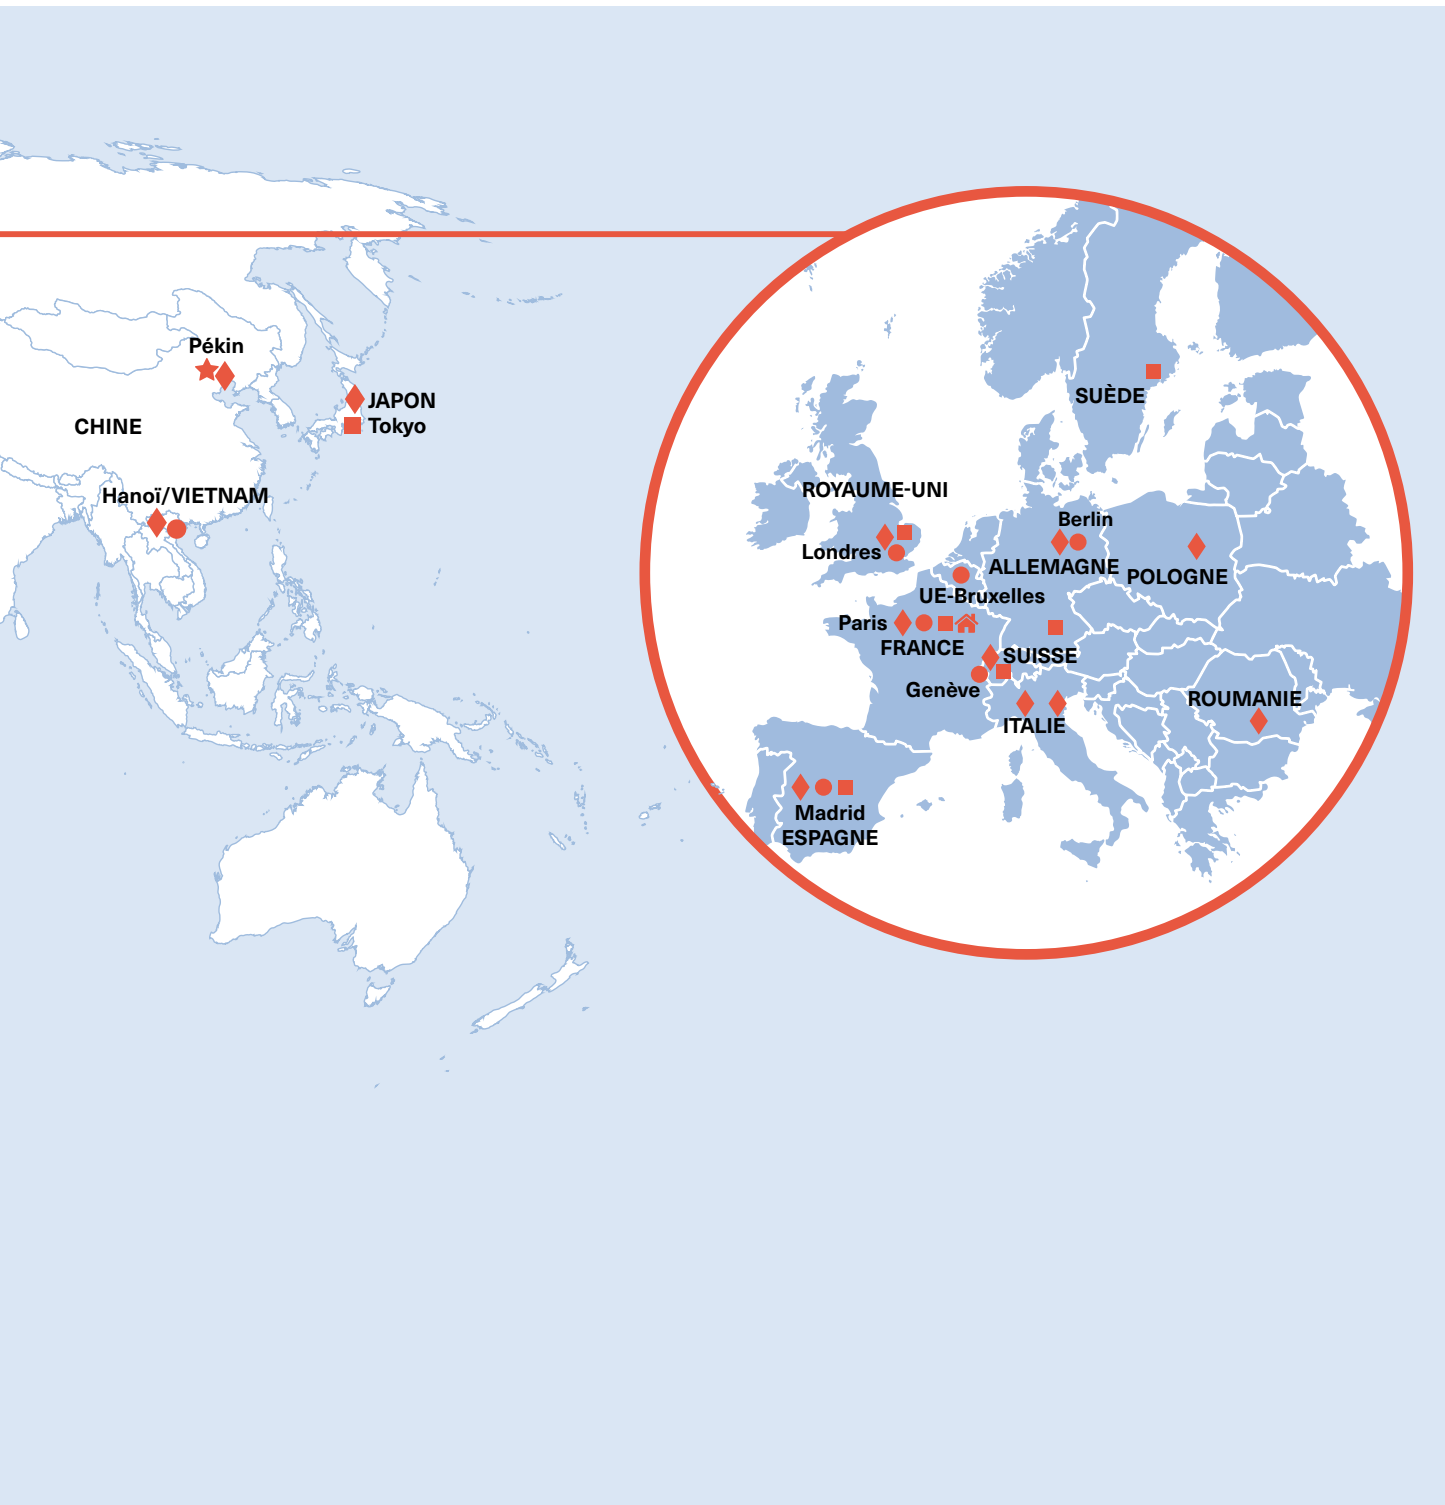 Pékin
JAPON
Tokyo
CHINE
Hanoï/VIETNAM
SUÈDE
ROYAUME-UNI
Londres
Berlin
ALLEMAGNE
POLOGNE
UE-Bruxelles
Paris
FRANCE
SUISSE
Genève
ITALIE
ROUMANIE
Madrid
ESPAGNE